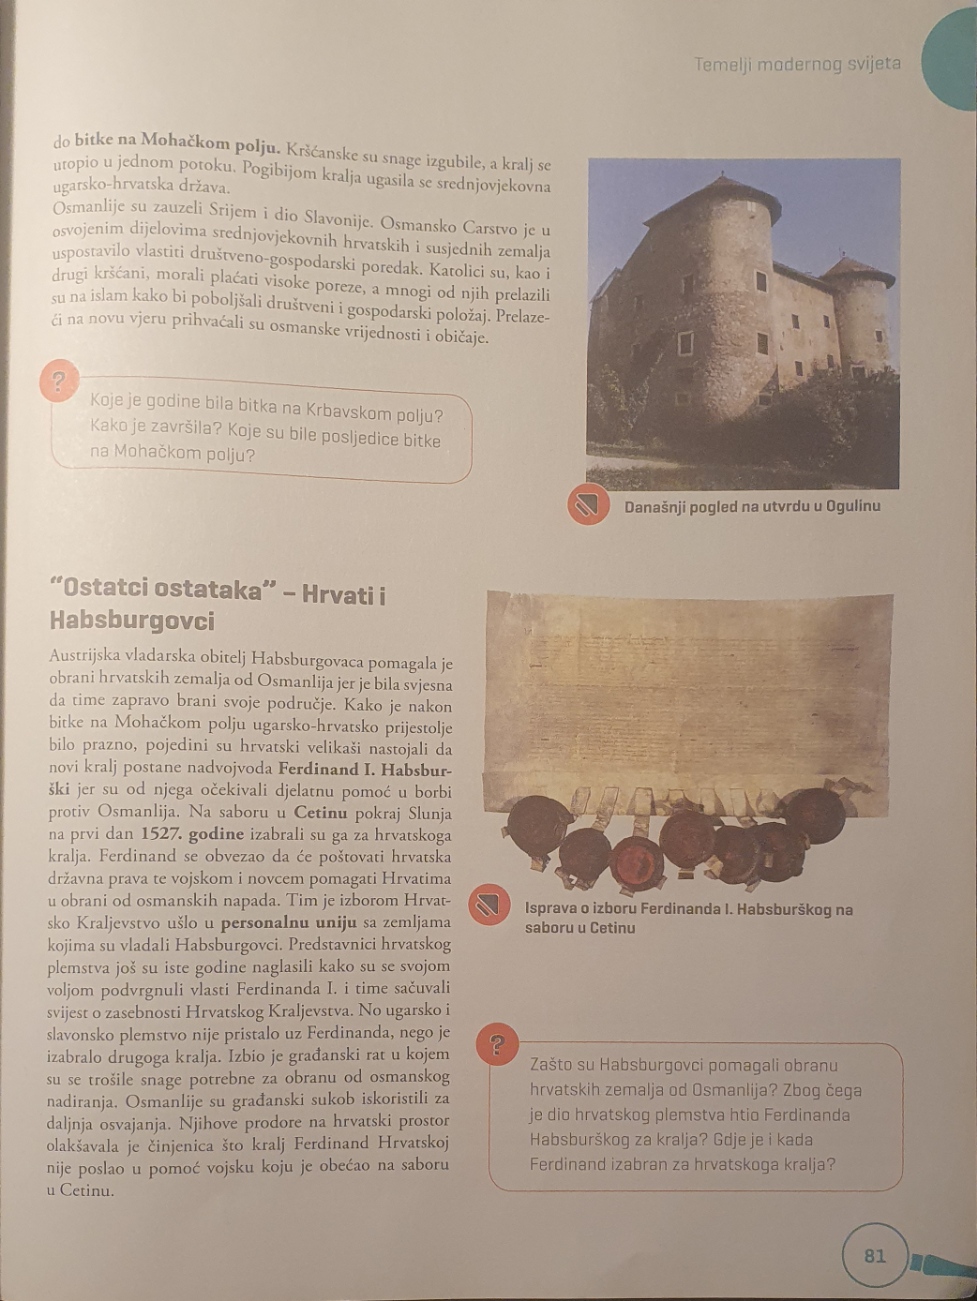 Temelji modernog svijeta
do bitke na Mohačkom polju. Kršćanske su snage izgubile, a kralj se
utopio u jednom potoku. Pogibijom kralja ugasila se srednjovjekovna
ugarsko-hrvatska država.
Osmanlije su zauzeli Srijem i dio Slavonije. Osmansko Carstvo je u
osvojenim dijelovima srednjovjekovnih hrvatskih i susjednih zemalja
uspostavilo vlastiti društveno-gospodarski poredak. Katolici su, kao i
drugi kršćani, morali plaćati visoke poreze, a mnogi od njih prelazili
su na islam kako bi poboljšali društveni i gospodarski položaj. Prelaze-
ći na novu vjeru prihvaćali su osmanske vrijednosti i običaje.
?
Koje je godine bila bitka na Krbavskom polju?
Kako je završila? Koje su bile posljedice bitke
na Mohačkom polju?
Današnji pogled na utvrdu u Ogulinu
“Ostatci ostataka” – Hrvati i
Habsburgovci
Austrijska vladarska obitelj Habsburgovaca pomagala je
obrani hrvatskih zemalja od Osmanlija jer je bila svjesna
da time zapravo brani svoje područje. Kako je nakon
bitke na Mohačkom polju ugarsko-hrvatsko prijestolje
bilo prazno, pojedini su hrvatski velikaši nastojali da
novi kralj postane nadvojvoda Ferdinand I. Habsbur-
ški jer su od njega očekivali djelatnu pomoć u borbi
protiv Osmanlija. Na saboru u Cetinu pokraj Slunja
na prvi dan 1527. godine izabrali su ga za hrvatskoga
kralja. Ferdinand se obvezao da će poštovati hrvatska
državna prava te vojskom i novcem pomagati Hrvatima
u obrani od osmanskih napada. Tim je izborom Hrvat-
sko Kraljevstvo ušlo u personalnu uniju sa zemljama
kojima su vladali Habsburgovci. Predstavnici hrvatskog
plemstva još su iste godine naglasili kako su se svojom
voljom podvrgnuli vlasti Ferdinanda I. i time sačuvali
svijest o zasebnosti Hrvatskog Kraljevstva. No ugarsko i
slavonsko plemstvo nije pristalo uz Ferdinanda, nego je
izabralo drugoga kralja. Izbio je građanski rat u kojem
su se trošile snage potrebne za obranu od osmanskog
nadiranja. Osmanlije su građanski sukob iskoristili za
daljnja osvajanja. Njihove prodore na hrvatski prostor
olakšavala je činjenica što kralj Ferdinand Hrvatskoj
nije poslao u pomoć vojsku koju je obećao na saboru
u Cetinu.
Isprava o izboru Ferdinanda I. Habsburškog na
saboru u Cetinu
?
Zašto su Habsburgovci pomagali obranu
hrvatskih zemalja od Osmanlija? Zbog čega
je dio hrvatskog plemstva htio Ferdinanda
Habsburškog za kralja? Gdje je i kada
Ferdinand izabran za hrvatskoga kralja?
81